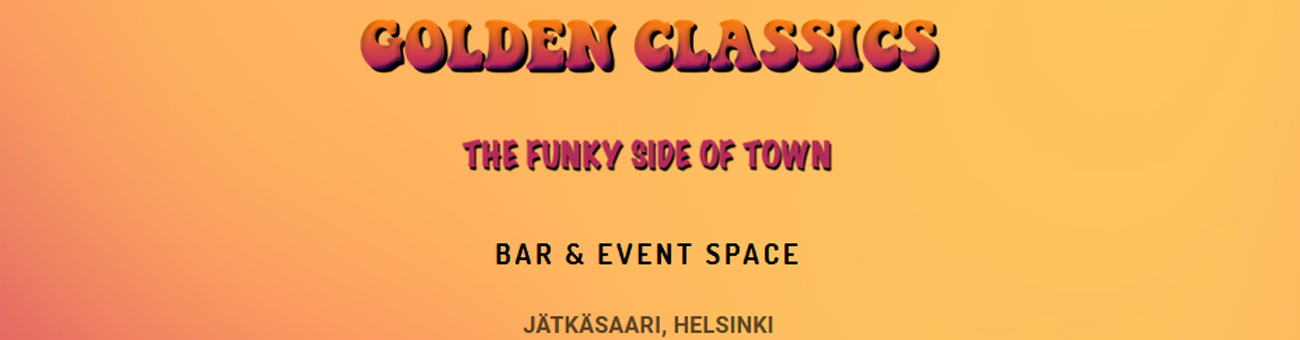 GOLDEN CLASSICS
THE FUNKY SIDE OF TOWN
BAR & EVENT SPACE
JÄTKÄSAARI, HELSINKI